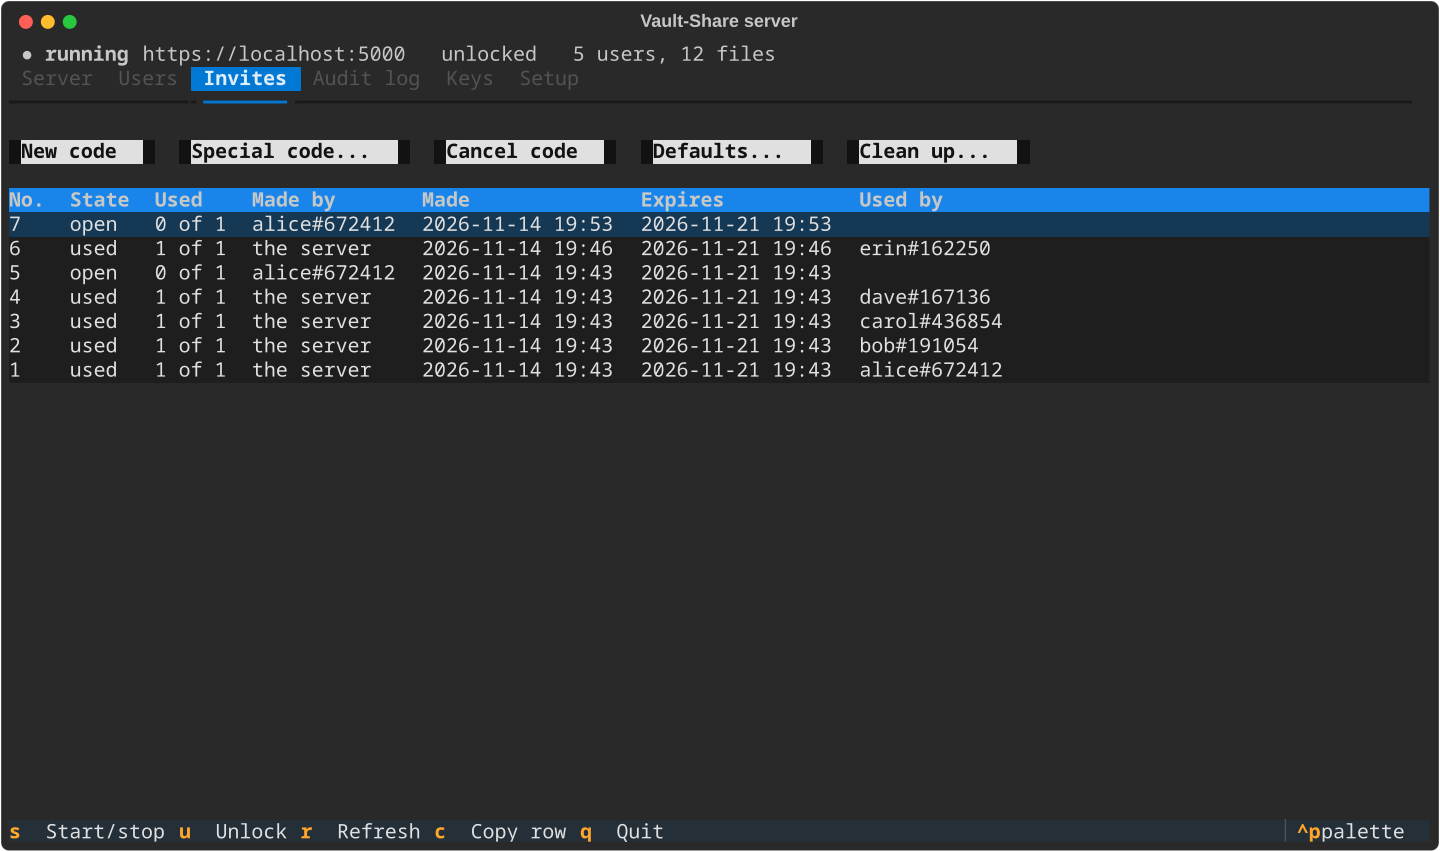 Vault-Share server
● running https://localhost:5000 unlocked 5 users, 12 files
Server Users Invites Audit log Keys Setup
New code Special code... Cancel code Defaults... Clean up...
No. State Used Made by Made Expires Used by
7 open 0 of 1 alice#672412 2026-11-14 19:53 2026-11-21 19:53
6 used 1 of 1 the server 2026-11-14 19:46 2026-11-21 19:46 erin#162250
5 open 0 of 1 alice#672412 2026-11-14 19:43 2026-11-21 19:43
4 used 1 of 1 the server 2026-11-14 19:43 2026-11-21 19:43 dave#167136
3 used 1 of 1 the server 2026-11-14 19:43 2026-11-21 19:43 carol#436854
2 used 1 of 1 the server 2026-11-14 19:43 2026-11-21 19:43 bob#191054
1 used 1 of 1 the server 2026-11-14 19:43 2026-11-21 19:43 alice#672412
s Start/stop u Unlock r Refresh c Copy row q Quit ^ppalette